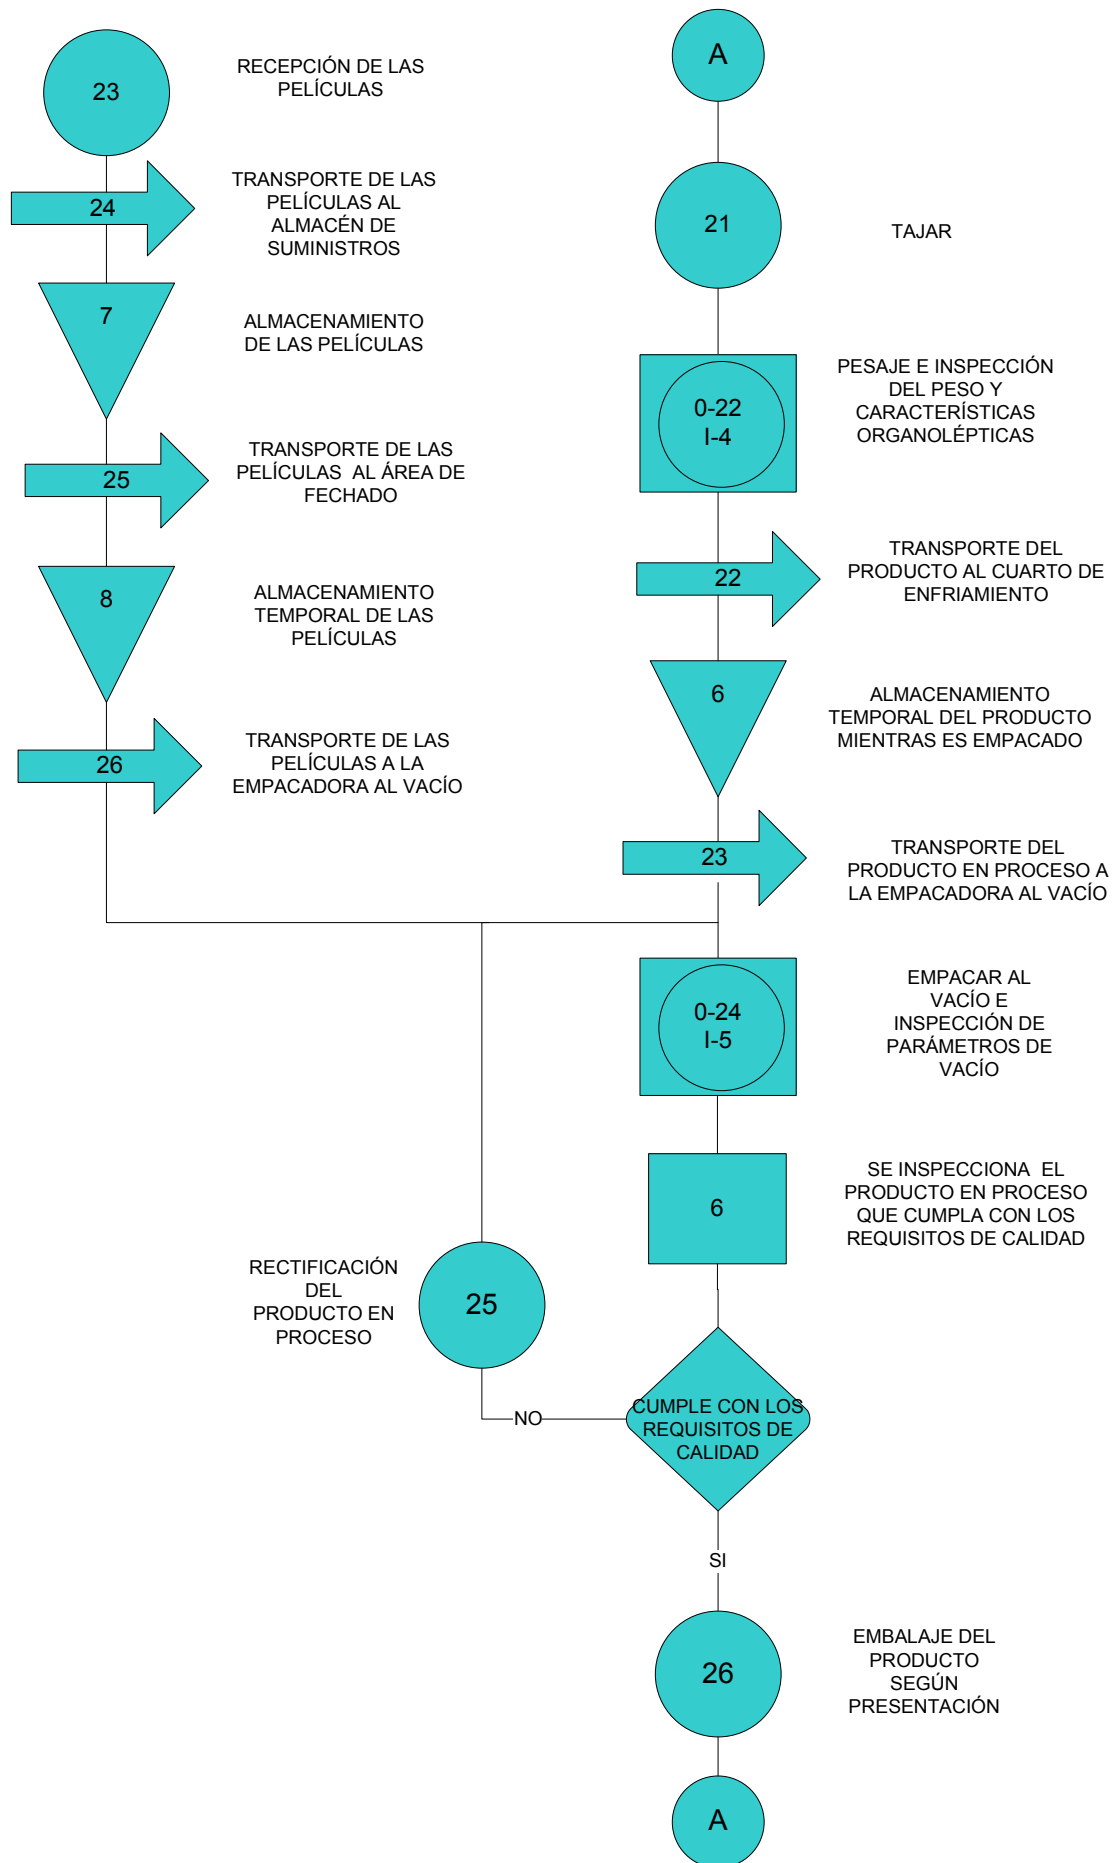 23
RECEPCIÓN DE LAS
PELÍCULAS
24
TRANSPORTE DE LAS
PELÍCULAS AL
ALMACÉN DE
SUMINISTROS
7
ALMACENAMIENTO
DE LAS PELÍCULAS
25
TRANSPORTE DE LAS
PELÍCULAS AL ÁREA DE
FECHADO
8
ALMACENAMIENTO
TEMPORAL DE LAS
PELÍCULAS
26
TRANSPORTE DE LAS
PELÍCULAS A LA
EMPACADORA AL VACÍO
A
21
TAJAR
0-22
I-4
PESAJE E INSPECCIÓN
DEL PESO Y
CARACTERÍSTICAS
ORGANOLÉPTICAS
22
TRANSPORTE DEL
PRODUCTO AL CUARTO DE
ENFRIAMIENTO
6
ALMACENAMIENTO
TEMPORAL DEL PRODUCTO
MIENTRAS ES EMPACADO
23
TRANSPORTE DEL
PRODUCTO EN PROCESO A
LA EMPACADORA AL VACÍO
0-24
I-5
EMPACAR AL
VACÍO E
INSPECCIÓN DE
PARÁMETROS DE
VACÍO
6
SE INSPECCIONA EL
PRODUCTO EN PROCESO
QUE CUMPLA CON LOS
REQUISITOS DE CALIDAD
RECTIFICACIÓN
DEL
PRODUCTO EN
PROCESO
25
NO
CUMPLE CON LOS
REQUISITOS DE
CALIDAD
SI
26
EMBALAJE DEL
PRODUCTO
SEGÚN
PRESENTACIÓN
A